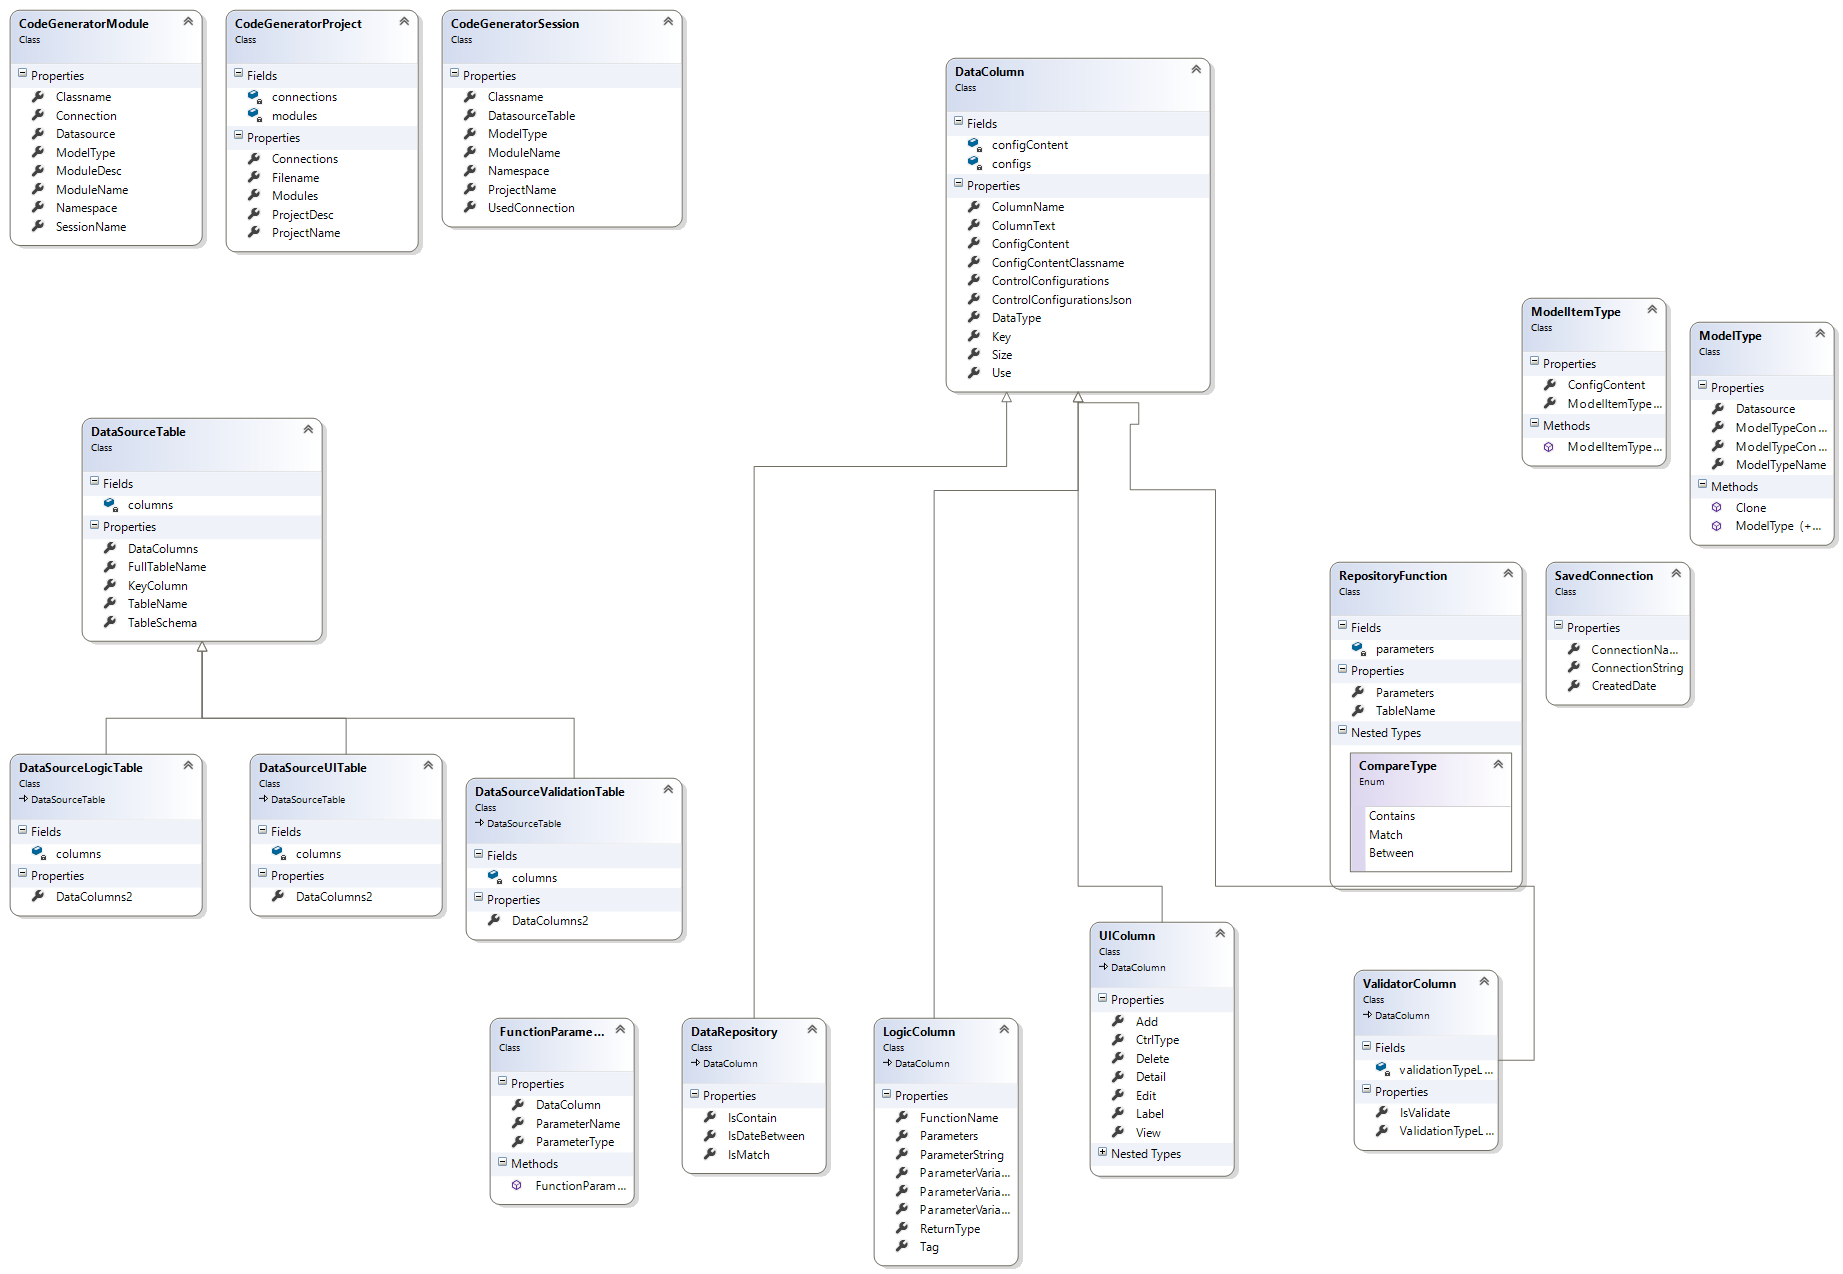 CodeGeneratorModule
Class
Properties
Classname
Connection
Datasource
ModelType
ModuleDesc
ModuleName
Namespace
SessionName
CodeGeneratorProject
Class
Fields
connections
modules
Properties
Connections
Filename
Modules
ProjectDesc
ProjectName
CodeGeneratorSession
Class
Properties
Classname
DatasourceTable
ModelType
ModuleName
Namespace
ProjectName
UsedConnection
DataColumn
Class
Fields
configContent
configs
Properties
ColumnName
ColumnText
ConfigContent
ConfigContentClassname
ControlConfigurations
ControlConfigurationsJson
DataType
Key
Size
Use
ModelItemType
Class
Properties
ConfigContent
ModelItemType...
Methods
ModelItemType...
ModelType
Class
Properties
Datasource
ModelTypeCon...
ModelTypeCon...
ModelTypeName
Methods
Clone
ModelType (+...
DataSourceTable
Class
Fields
columns
Properties
DataColumns
FullTableName
KeyColumn
TableName
TableSchema
RepositoryFunction
Class
Fields
parameters
Properties
Parameters
TableName
Nested Types
CompareType
Enum
Contains
Match
Between
SavedConnection
Class
Properties
ConnectionNa...
ConnectionString
CreatedDate
DataSourceLogicTable
Class
DataSourceTable
Fields
columns
Properties
DataColumns2
DataSourceUITable
Class
DataSourceTable
Fields
columns
Properties
DataColumns2
DataSourceValidationTable
Class
DataSourceTable
Fields
columns
Properties
DataColumns2
UIColumn
Class
DataColumn
Properties
Add
CtrlType
Delete
Detail
Edit
Label
View
Nested Types
ValidatorColumn
Class
DataColumn
Fields
validationTypeL...
Properties
IsValidate
ValidationTypeL...
FunctionParame...
Class
Properties
DataColumn
ParameterName
ParameterType
Methods
FunctionParam...
DataRepository
Class
DataColumn
Properties
IsContain
IsDateBetween
IsMatch
LogicColumn
Class
DataColumn
Properties
FunctionName
Parameters
ParameterString
ParameterVaria...
ParameterVaria...
ParameterVaria...
ReturnType
Tag